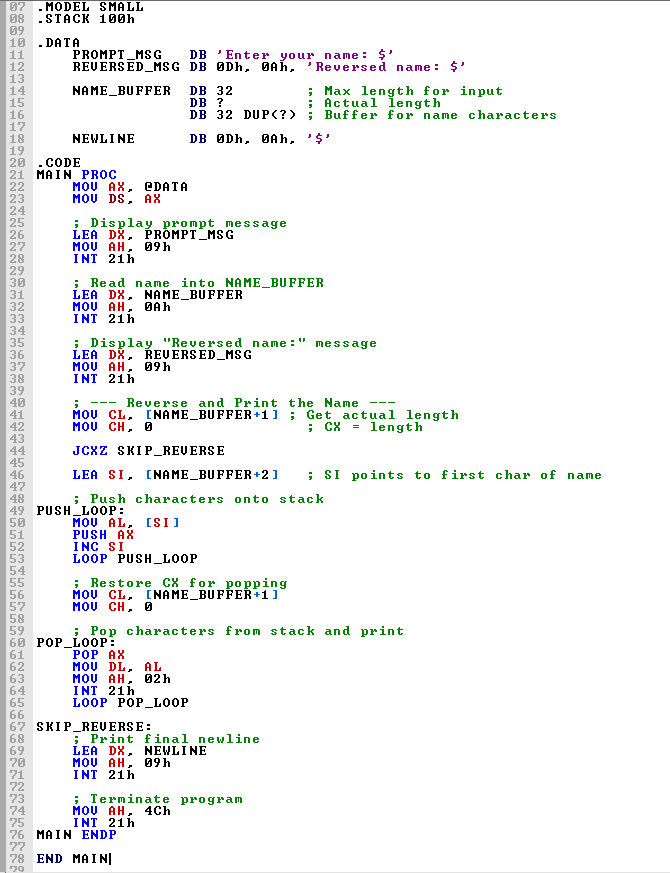 07 .MODEL SMALL
08 .STACK 100h
09
10 .DATA
11     PROMPT_MSG   DB 'Enter your name: $'
12     REVERSED_MSG DB 0Dh, 0Ah, 'Reversed name: $'
13
14     NAME_BUFFER  DB 32        ; Max length for input
15                  DB ?         ; Actual length
16                  DB 32 DUP(?) ; Buffer for name characters
17
18     NEWLINE      DB 0Dh, 0Ah, '$'
19
20 .CODE
21 MAIN PROC
22     MOV AX, @DATA
23     MOV DS, AX
24
25     ; Display prompt message
26     LEA DX, PROMPT_MSG
27     MOV AH, 09h
28     INT 21h
29
30     ; Read name into NAME_BUFFER
31     LEA DX, NAME_BUFFER
32     MOV AH, 0Ah
33     INT 21h
34
35     ; Display "Reversed name:" message
36     LEA DX, REVERSED_MSG
37     MOV AH, 09h
38     INT 21h
39
40     ; --- Reverse and Print the Name ---
41     MOV CL, [NAME_BUFFER+1] ; Get actual length
42     MOV CH, 0                 ; CX = length
43
44     JCXZ SKIP_REVERSE
45
46     LEA SI, [NAME_BUFFER+2]   ; SI points to first char of name
47
48     ; Push characters onto stack
49 PUSH_LOOP:
50     MOV AL, [SI]
51     PUSH AX
52     INC SI
53     LOOP PUSH_LOOP
54
55     ; Restore CX for popping
56     MOV CL, [NAME_BUFFER+1]
57     MOV CH, 0
58
59     ; Pop characters from stack and print
60 POP_LOOP:
61     POP AX
62     MOV DL, AL
63     MOV AH, 02h
64     INT 21h
65     LOOP POP_LOOP
66
67 SKIP_REVERSE:
68     ; Print final newline
69     LEA DX, NEWLINE
70     MOV AH, 09h
71     INT 21h
72
73     ; Terminate program
74     MOV AH, 4Ch
75     INT 21h
76 MAIN ENDP
77
78 END MAIN
79